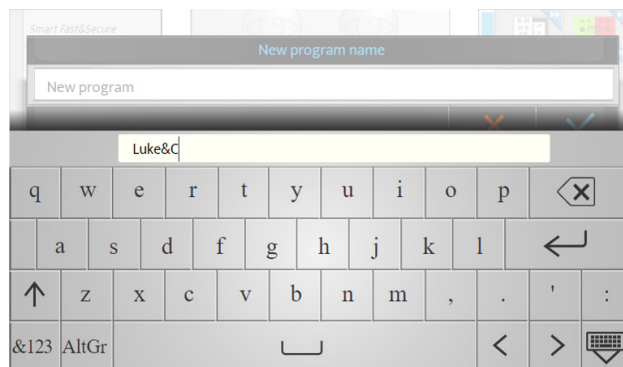 Smart Fast&Secure
New program name
New program
Luke&C
q w e r t y u i o p
a s d f g h j k l
z x c v b n m , . ' :
&123 AltGr < >